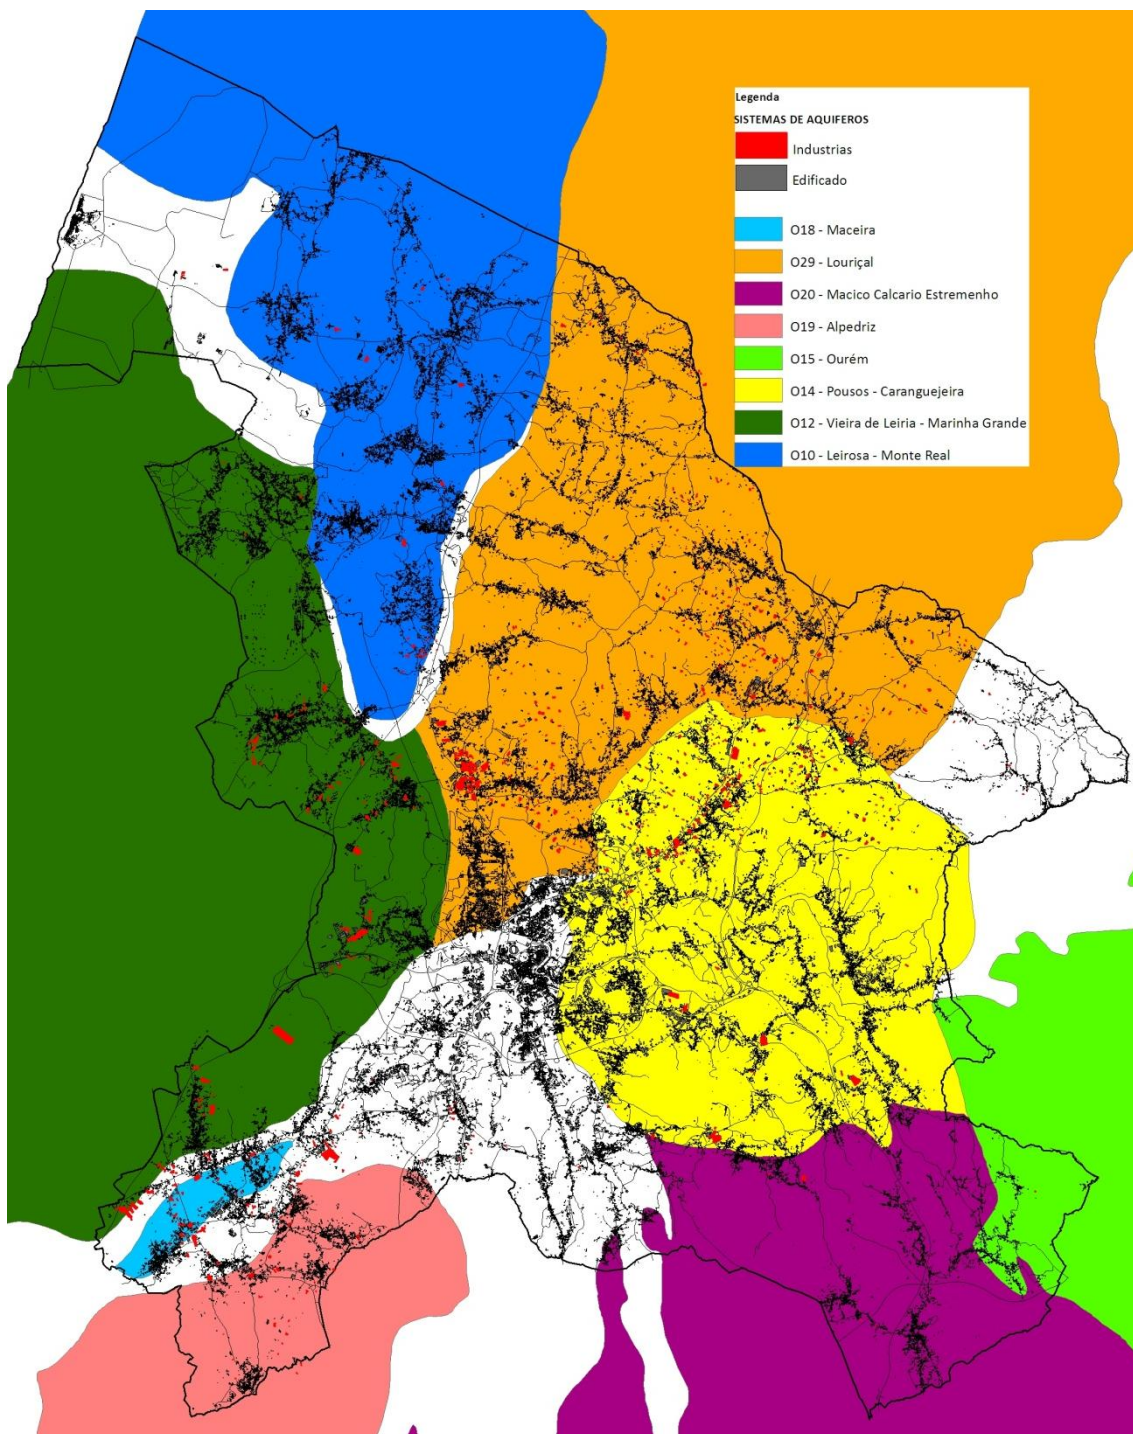 Legenda
SISTEMAS DE AQUIFEROS
Industrias
Edificado
O18 - Maceira
O29 - Louriçal
O20 - Macico Calcario Estremenho
O19 - Alpedriz
O15 - Ourém
O14 - Pousos - Caranguejeira
O12 - Vieira de Leiria - Marinha Grande
O10 - Leirosa - Monte Real